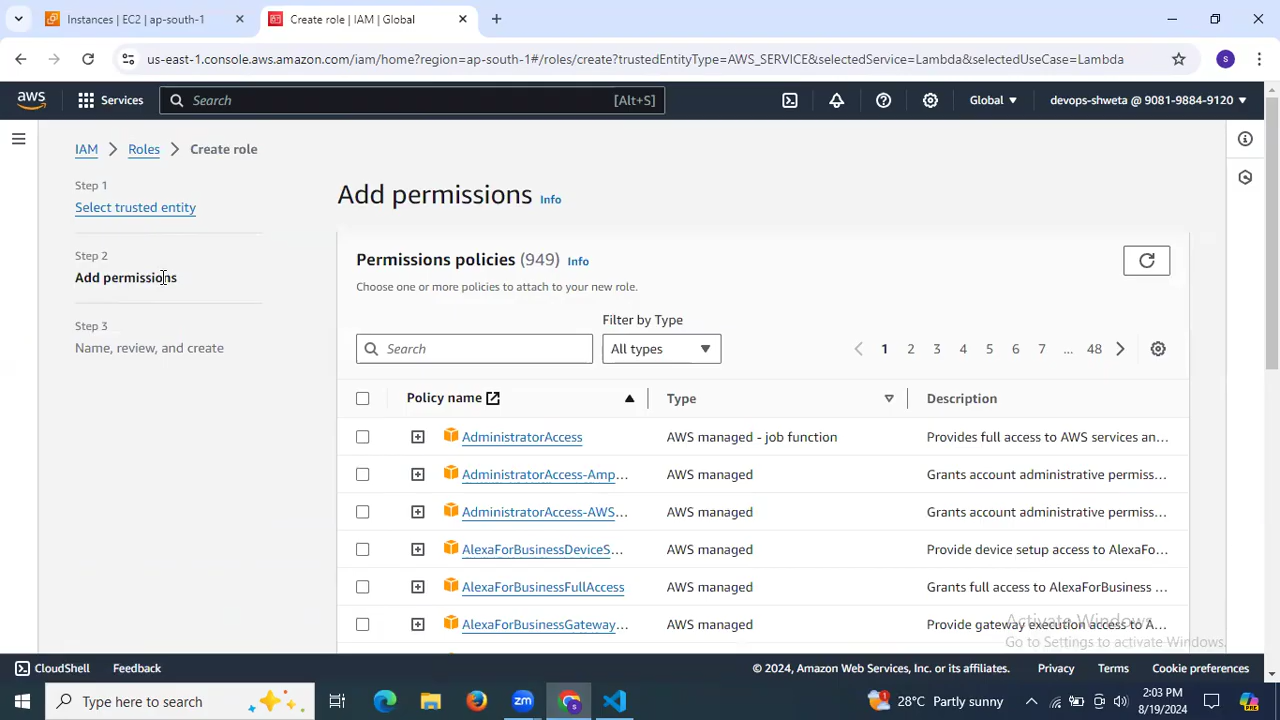 Instances | EC2 | ap-south-1
Create role | IAM | Global
us-east-1.console.aws.amazon.com/iam/home?region=ap-south-1#/roles/create?trustedEntityType=AWS_SERVICE&selectedService=Lambda&selectedUseCase=Lambda
S
aws
Services
Search
[Alt+S]
Global
devops-shweta @ 9081-9884-9120
IAM
Roles
Create role
Step 1
Select trusted entity
Step 2
Add permissions
Step 3
Name, review, and create
Add permissions Info
Permissions policies (949) Info
Choose one or more policies to attach to your new role.
Filter by Type
Search
All types
1 2 3 4 5 6 7 ... 48
Policy name Type Description
AdministratorAccess AWS managed - job function Provides full access to AWS services an...
AdministratorAccess-Amp... AWS managed Grants account administrative permiss...
AdministratorAccess-AWS... AWS managed Grants account administrative permiss...
AlexaForBusinessDeviceS... AWS managed Provide device setup access to AlexaFo...
AlexaForBusinessFullAccess AWS managed Grants full access to AlexaForBusiness ...
AlexaForBusinessGateway... AWS managed Provide gateway execution access to A...
Activate Windows
Go to Settings to activate Windows.
CloudShell Feedback
© 2024, Amazon Web Services, Inc. or its affiliates. Privacy Terms Cookie preferences
Type here to search
zm
28°C Partly sunny
2:03 PM
8/19/2024
PRE